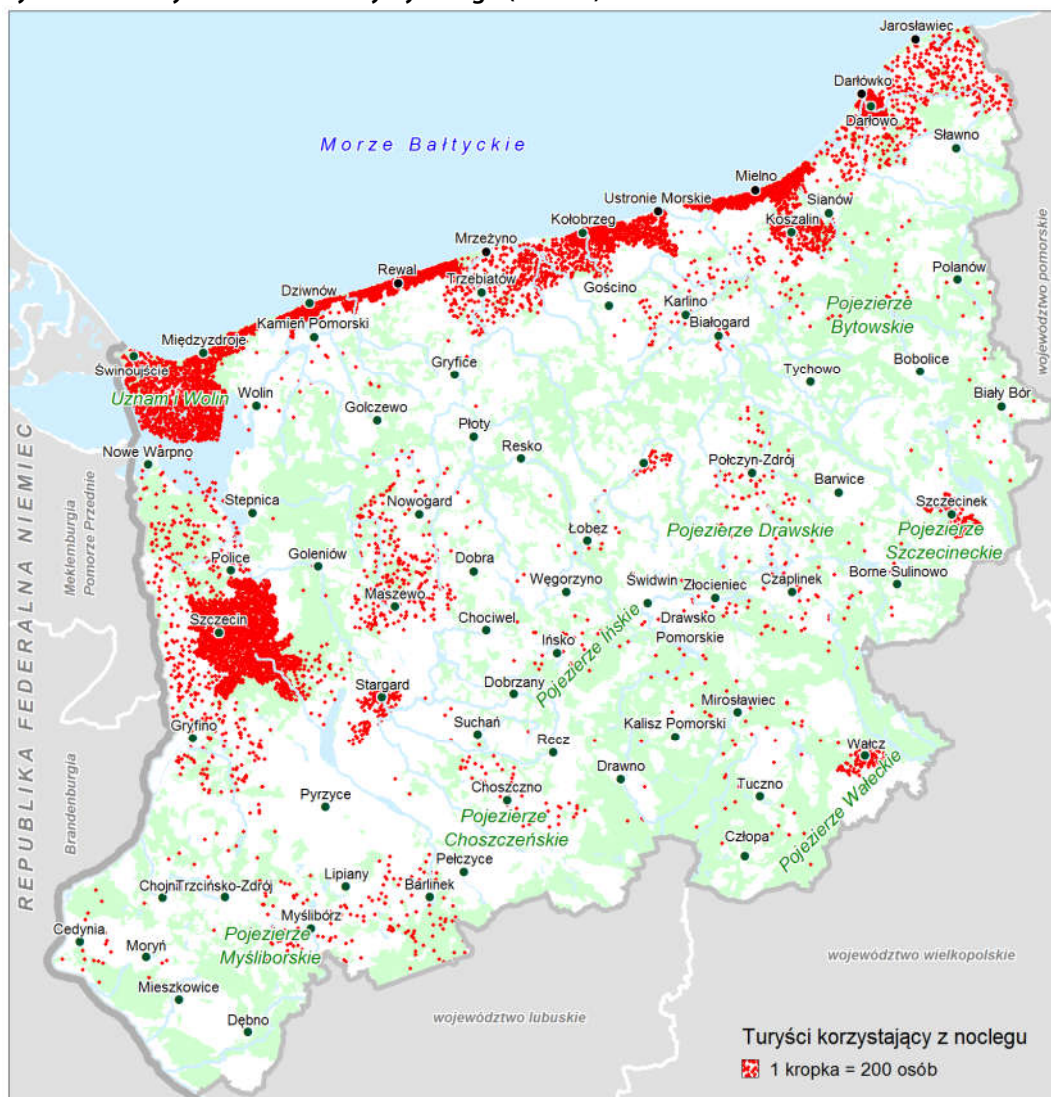 Jarosławiec
Darłówko
Darłowo
Sławno
Morze Bałtyckie
Mielno
Ustronie Morskie
Sianów
Kołobrzeg
Koszalin
Mrzeżyno
Rewal
Trzebiatów
Gościno
Polanów
Dziwnów
Karlino
Pojezierze
Bytowskie
Kamień Pomorski
Białogard
Międzyzdroje
Świnoujście
Gryfice
Tychowo
Bobolice
Uznam i Wolin
Wolin
Golczewo
Biały Bór
Płoty
Resko
Nowe Warpno
Połczyn-Zdrój
Barwice
Stepnica
Nowogard
Szczecinek
Łobez
Pojezierze Drawskie
Pojezierze
Szczecineckie
Police
Goleniów
Dobra
Węgorzyno
Świdwin
Złocieniec
Czaplinek
Borne Sulinowo
Maszewo
Szczecin
Chociwel
Drawsko
Pomorskie
Ińsko
Pojezierze Ińskie
Dobrzany
Stargard
Mirosławiec
Suchań
Kalisz Pomorski
Gryfino
Recz
Wałcz
Drawno
Pyrzyce
Choszczno
Tuczno
Pojezierze
Choszczeńskie
Człopa
Pojezierze Wałeckie
Pełczyce
Lipiany
Barlinek
Chojn
Trzcińsko-Zdrój
Myślibórz
Cedynia
Pojezierze
Myśliborskie
Moryń
Mieszkowice
Dębno
REPUBLIKA FEDERALNA NIEMIEC
Meklemburgia
Pomorze Przednie
Brandenburgia
województwo pomorskie
województwo wielkopolskie
województwo lubuskie
Turyści korzystający z noclegu
1 kropka = 200 osób